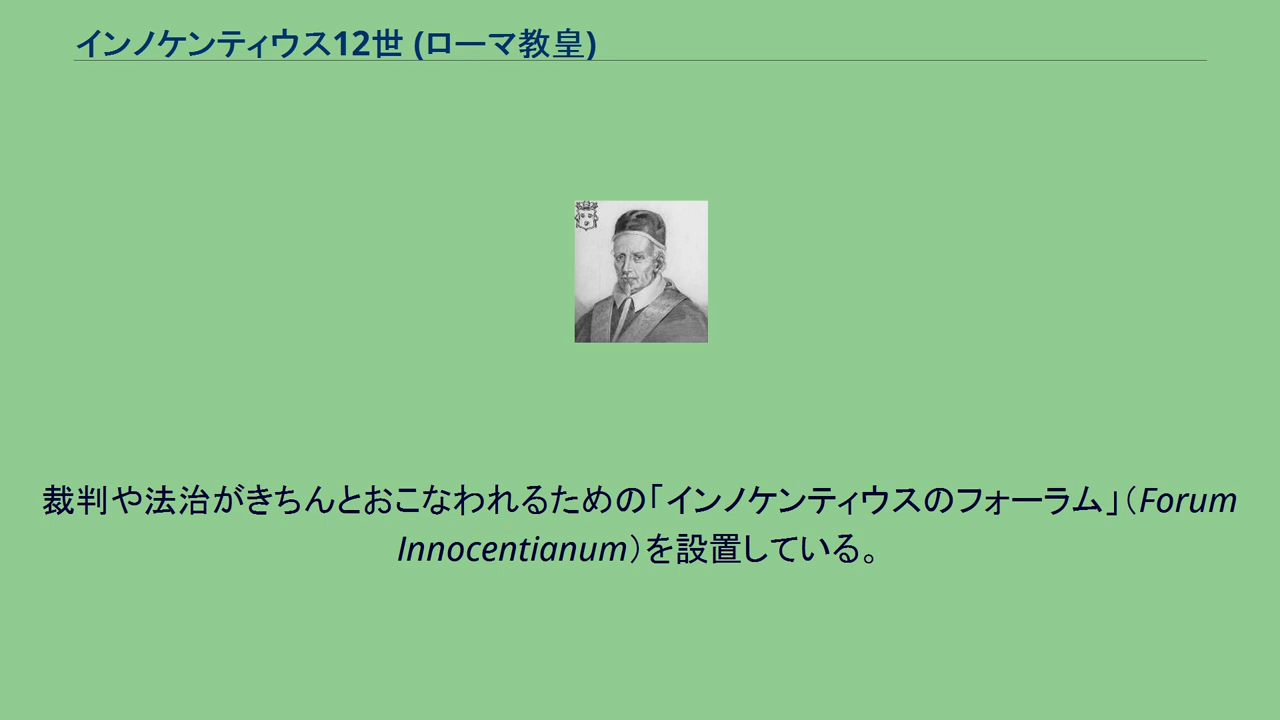 インノケンティウス12世 (ローマ教皇)
裁判や法治がきちんとおこなわれるための「インノケンティウスのフォーラム」（Forum
Innocentianum）を設置している。